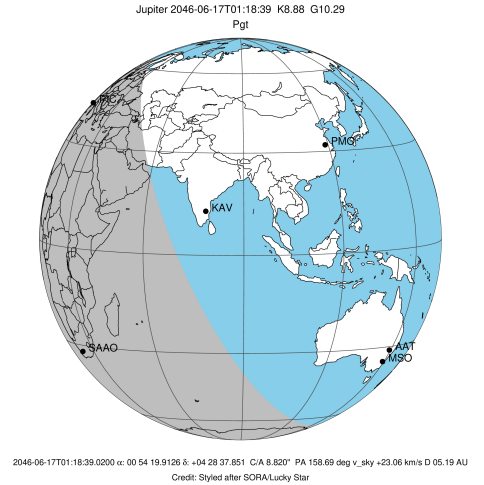 Jupiter 2046-06-17T01:18:39 K8.88 G10.29
Pgt
PIC
PMO
KAV
SAAO
AAT
MSO
2046-06-17T01:18:39.0200 α: 00 54 19.9126 δ: +04 28 37.851 C/A 8.820" PA 158.69 deg v_sky +23.06 km/s D 05.19 AU
Credit: Styled after SORA/Lucky Star